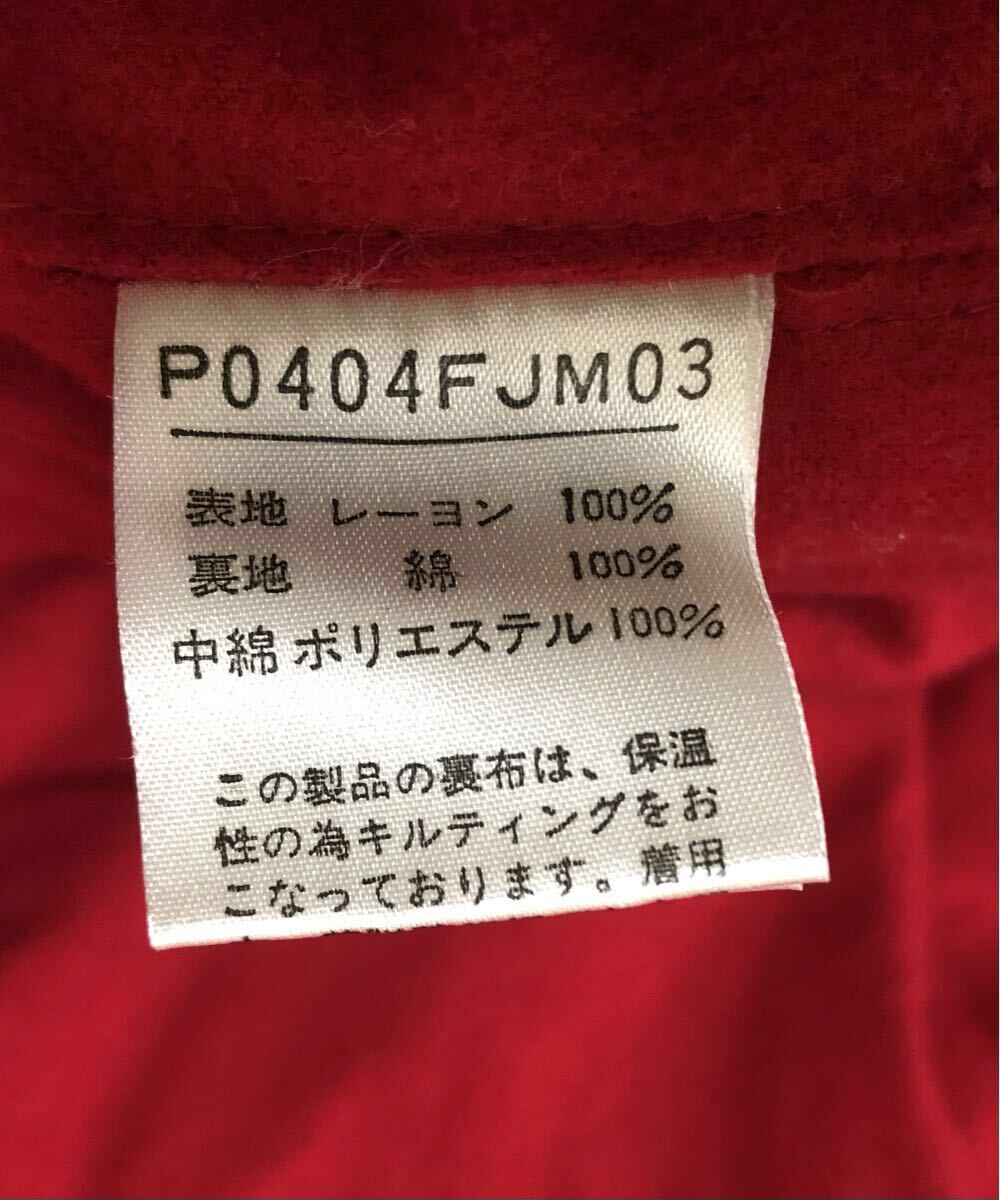 P0404FJM03
表地 レーヨン 100%
裏地 綿 100%
中綿 ポリエステル 100%
この製品の裏布は、保温
性の為キルティングをお
こなっております。着用